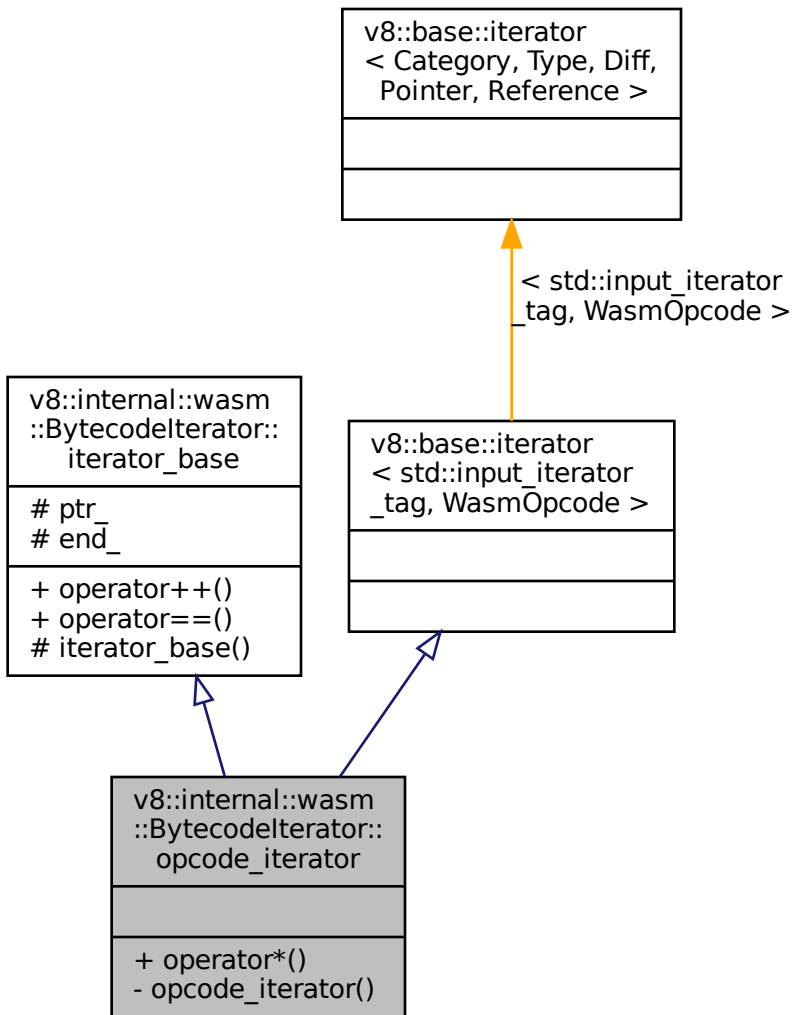 v8::base::iterator
< Category, Type, Diff,
Pointer, Reference >
< std::input_iterator
_tag, WasmOpcode >
v8::internal::wasm
::BytecodeIterator::
iterator_base
# ptr_
# end_
+ operator++()
+ operator==()
# iterator_base()
v8::base::iterator
< std::input_iterator
_tag, WasmOpcode >
v8::internal::wasm
::BytecodeIterator::
opcode_iterator
+ operator*()
- opcode_iterator()